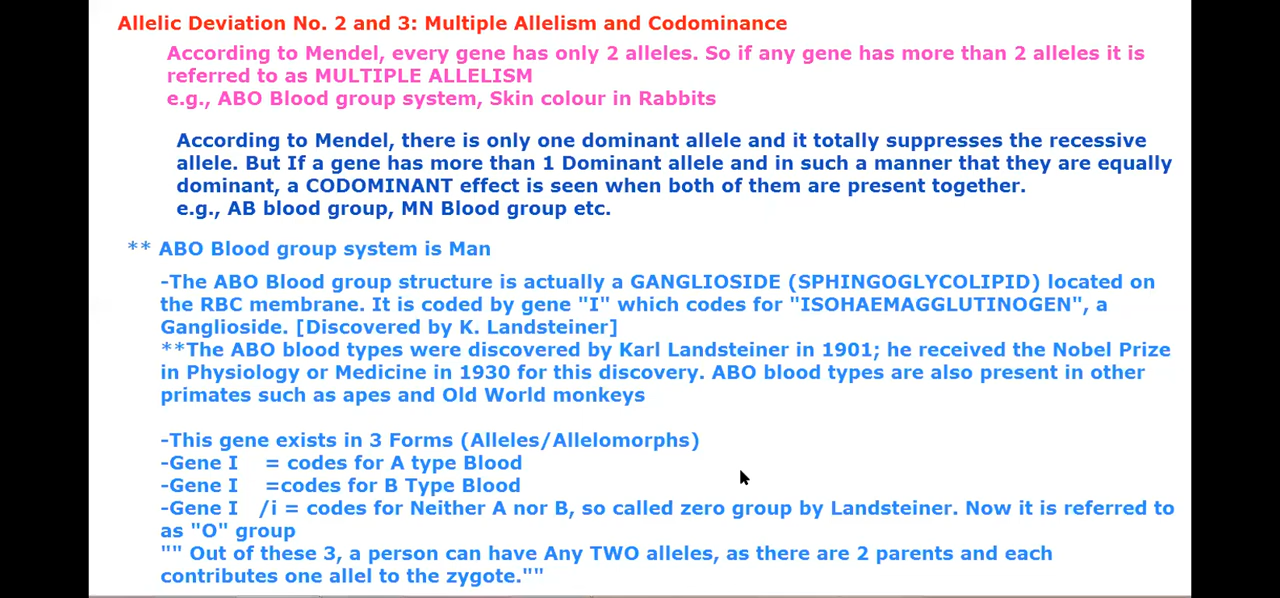 Allelic Deviation No. 2 and 3: Multiple Allelism and Codominance
According to Mendel, every gene has only 2 alleles. So if any gene has more than 2 alleles it is
referred to as MULTIPLE ALLELISM
e.g., ABO Blood group system, Skin colour in Rabbits
According to Mendel, there is only one dominant allele and it totally suppresses the recessive
allele. But If a gene has more than 1 Dominant allele and in such a manner that they are equally
dominant, a CODOMINANT effect is seen when both of them are present together.
e.g., AB blood group, MN Blood group etc.
** ABO Blood group system is Man
-The ABO Blood group structure is actually a GANGLIOSIDE (SPHINGOGLYCOLIPID) located on
the RBC membrane. It is coded by gene "I" which codes for "ISOHAEMAGGLUTINOGEN", a
Ganglioside. [Discovered by K. Landsteiner]
**The ABO blood types were discovered by Karl Landsteiner in 1901; he received the Nobel Prize
in Physiology or Medicine in 1930 for this discovery. ABO blood types are also present in other
primates such as apes and Old World monkeys
-This gene exists in 3 Forms (Alleles/Allelomorphs)
-Gene I = codes for A type Blood
-Gene I =codes for B Type Blood
-Gene I /i = codes for Neither A nor B, so called zero group by Landsteiner. Now it is referred to
as "O" group
"" Out of these 3, a person can have Any TWO alleles, as there are 2 parents and each
contributes one allel to the zygote.""